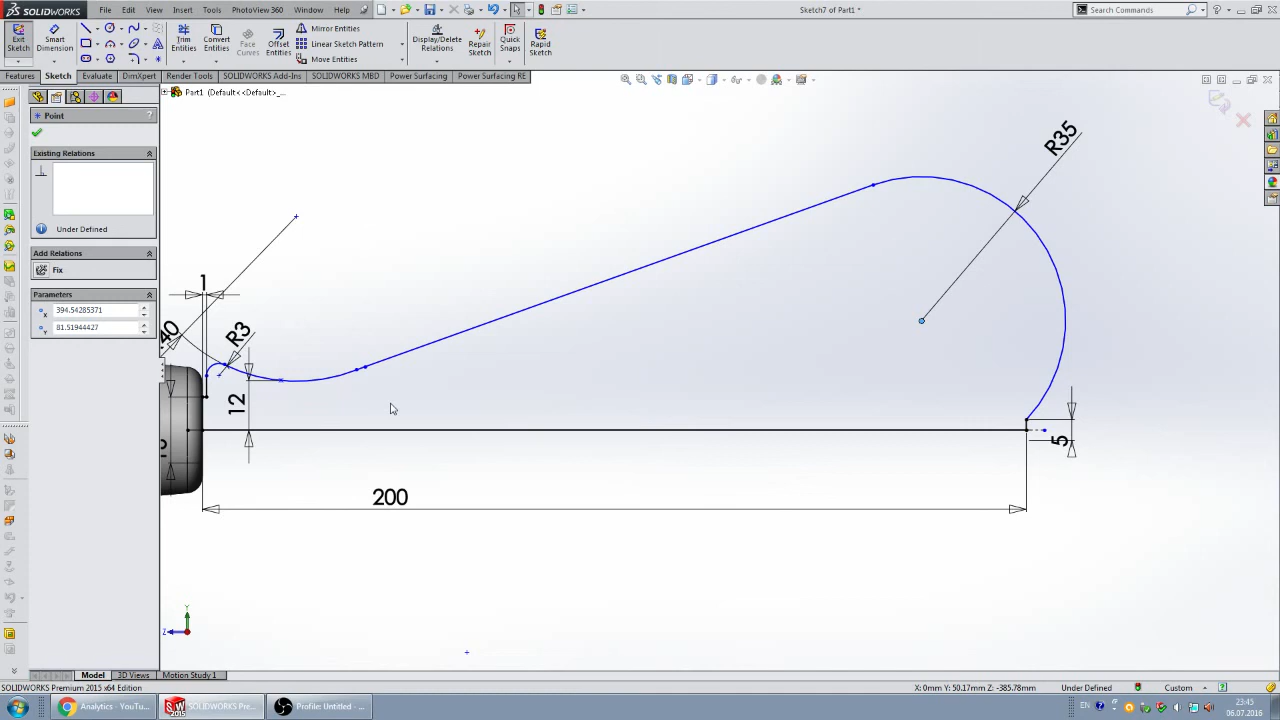 SOLIDWORKS
File Edit View Insert Tools PhotoView 360 Window Help
Sketch7 of Part1 *
Search Commands
Exit Sketch
Smart Dimension
Trim Entities
Convert Entities
Face Curves
Offset Entities
Mirror Entities
Linear Sketch Pattern
Move Entities
Display/Delete Relations
Repair Sketch
Quick Snaps
Rapid Sketch
Features Sketch Evaluate DimXpert Render Tools SOLIDWORKS Add-Ins SOLIDWORKS MBD Power Surfacing Power Surfacing RE
Part1 (Default<<Default>_...
Point
?
Existing Relations
Under Defined
Add Relations
Fix
Parameters
394.54285371
81.51944427
R35
1
40
R3
12
5
200
Y
Z
Model 3D Views Motion Study 1
SOLIDWORKS Premium 2015 x64 Edition
X: 0mm Y: 50.17mm Z: -385.78mm Under Defined Custom
Analytics - YouTu...
SOLIDWORKS Pre...
Profile: Untitled - ...
EN
23:45
06.07.2016